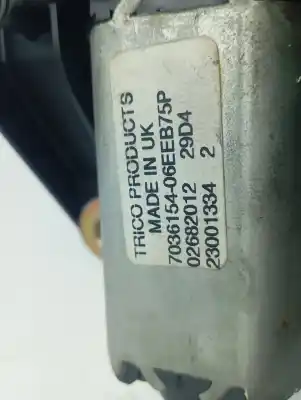 TRICO PRODUCTS
MADE IN UK
7036154-06EEB75P
02682012 29D4
23001334 2